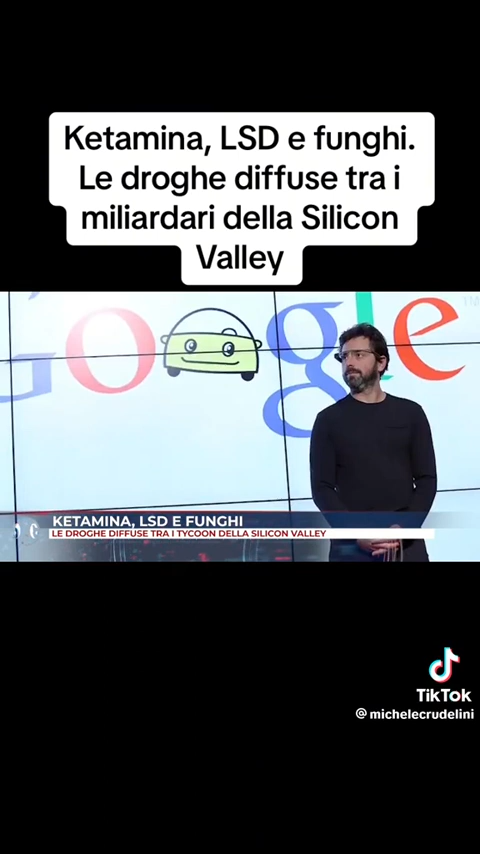 Ketamina, LSD e funghi.
Le droghe diffuse tra i
miliardari della Silicon
Valley
Google
TM
KETAMINA, LSD E FUNGHI
LE DROGHE DIFFUSE TRA I TYCOON DELLA SILICON VALLEY
TikTok
@michelecrudelini